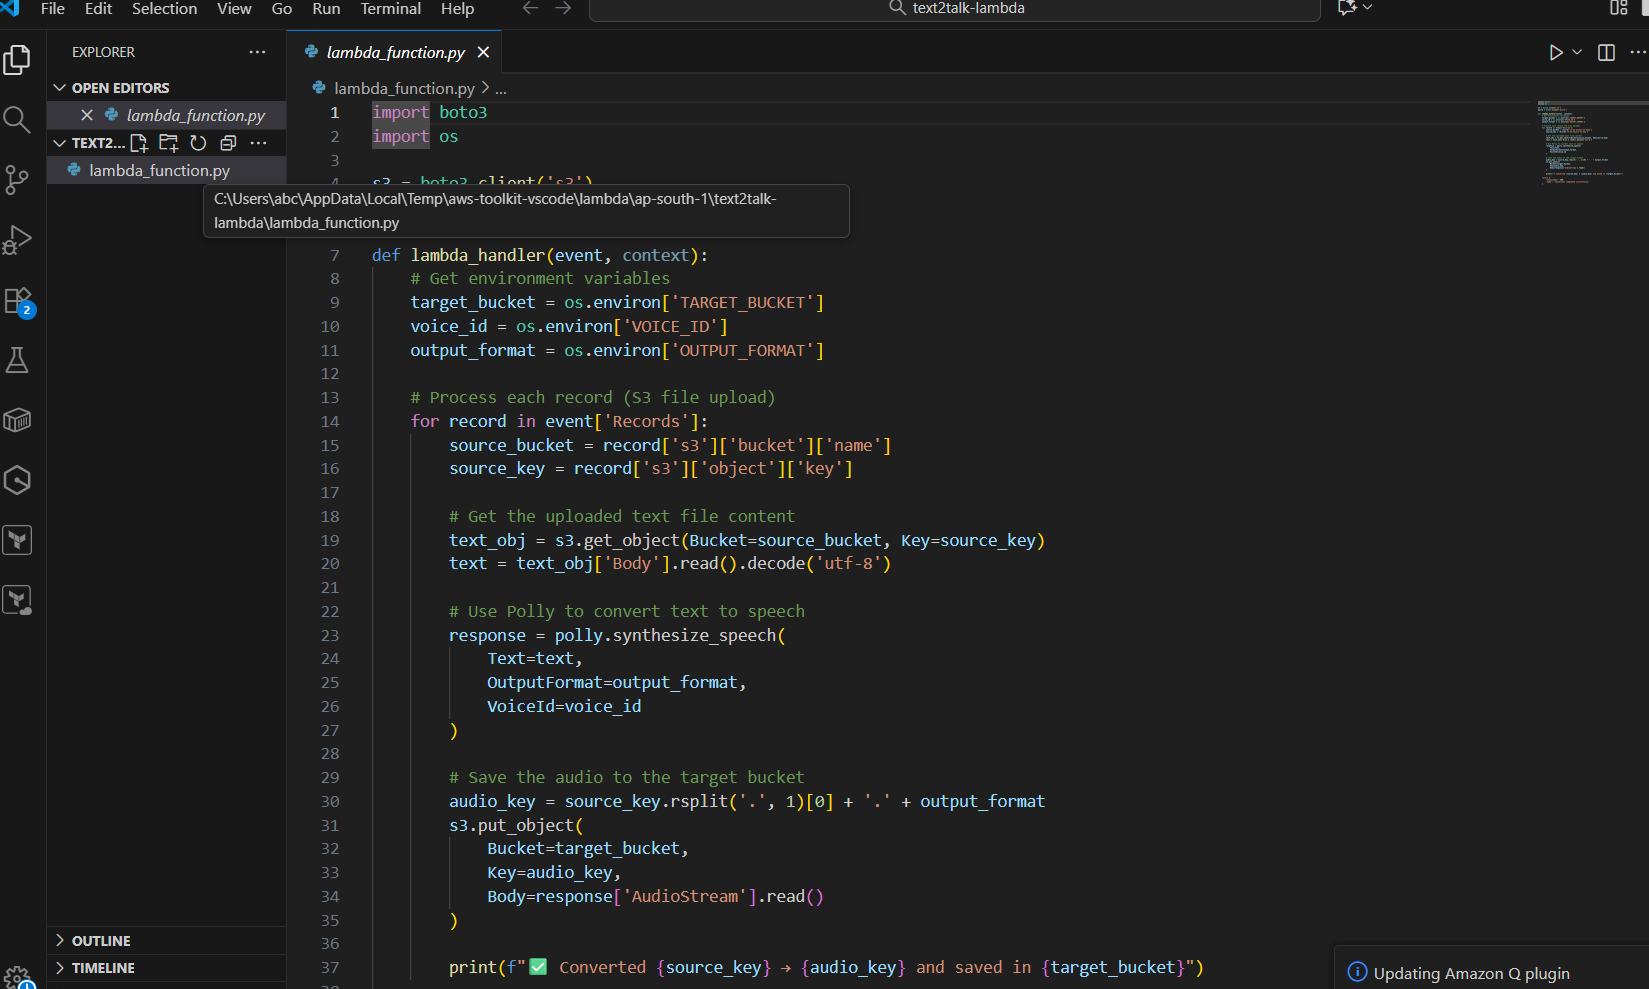 File Edit Selection View Go Run Terminal Help
text2talk-lambda
EXPLORER
OPEN EDITORS
lambda_function.py
TEXT2...
lambda_function.py
lambda_function.py
lambda_function.py > ...
1 import boto3
2 import os
3
4 s3 = boto3.client('s3')
C:\Users\abc\AppData\Local\Temp\aws-toolkit-vscode\lambda\ap-south-1\text2talk-
lambda\lambda_function.py
7 def lambda_handler(event, context):
8     # Get environment variables
9     target_bucket = os.environ['TARGET_BUCKET']
10     voice_id = os.environ['VOICE_ID']
11     output_format = os.environ['OUTPUT_FORMAT']
12
13     # Process each record (S3 file upload)
14     for record in event['Records']:
15         source_bucket = record['s3']['bucket']['name']
16         source_key = record['s3']['object']['key']
17
18         # Get the uploaded text file content
19         text_obj = s3.get_object(Bucket=source_bucket, Key=source_key)
20         text = text_obj['Body'].read().decode('utf-8')
21
22         # Use Polly to convert text to speech
23         response = polly.synthesize_speech(
24             Text=text,
25             OutputFormat=output_format,
26             VoiceId=voice_id
27         )
28
29         # Save the audio to the target bucket
30         audio_key = source_key.rsplit('.', 1)[0] + '.' + output_format
31         s3.put_object(
32             Bucket=target_bucket,
33             Key=audio_key,
34             Body=response['AudioStream'].read()
35         )
36
37         print(f"✅ Converted {source_key} → {audio_key} and saved in {target_bucket}")
2
OUTLINE
TIMELINE
Updating Amazon Q plugin